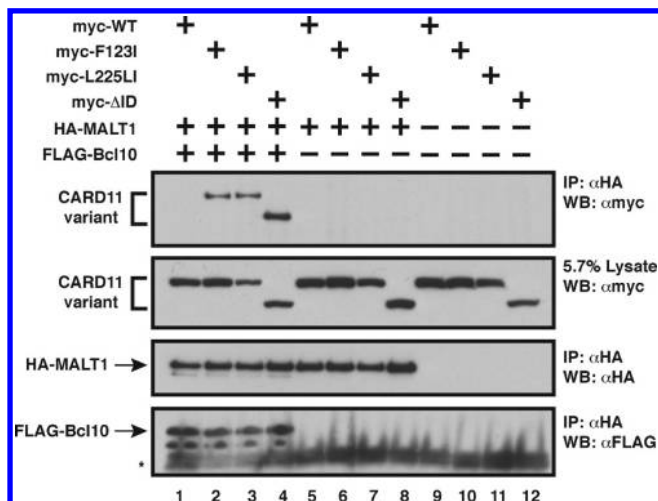 myc-WT + + +
myc-F123I + + +
myc-L225LI + + +
myc-ΔID + + +
HA-MALT1 + + + + + + + + − − − −
FLAG-Bcl10 + + + + − − − − − − − −
CARD11 variant
IP: αHA
WB: αmyc
CARD11 variant
5.7% Lysate
WB: αmyc
HA-MALT1
IP: αHA
WB: αHA
FLAG-Bcl10
IP: αHA
WB: αFLAG
*
1 2 3 4 5 6 7 8 9 10 11 12